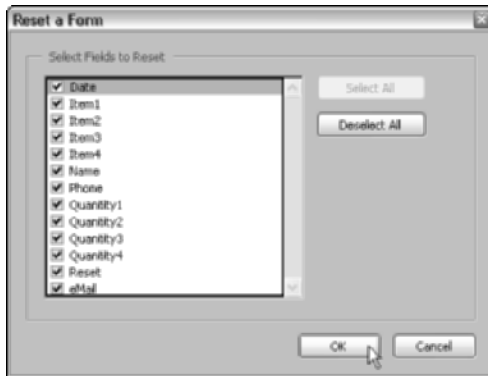 Reset a Form
Select Fields to Reset
Date
Item1
Item2
Item3
Item4
Name
Phone
Quantity1
Quantity2
Quantity3
Quantity4
Reset
eMail
Select All
Deselect All
OK
Cancel